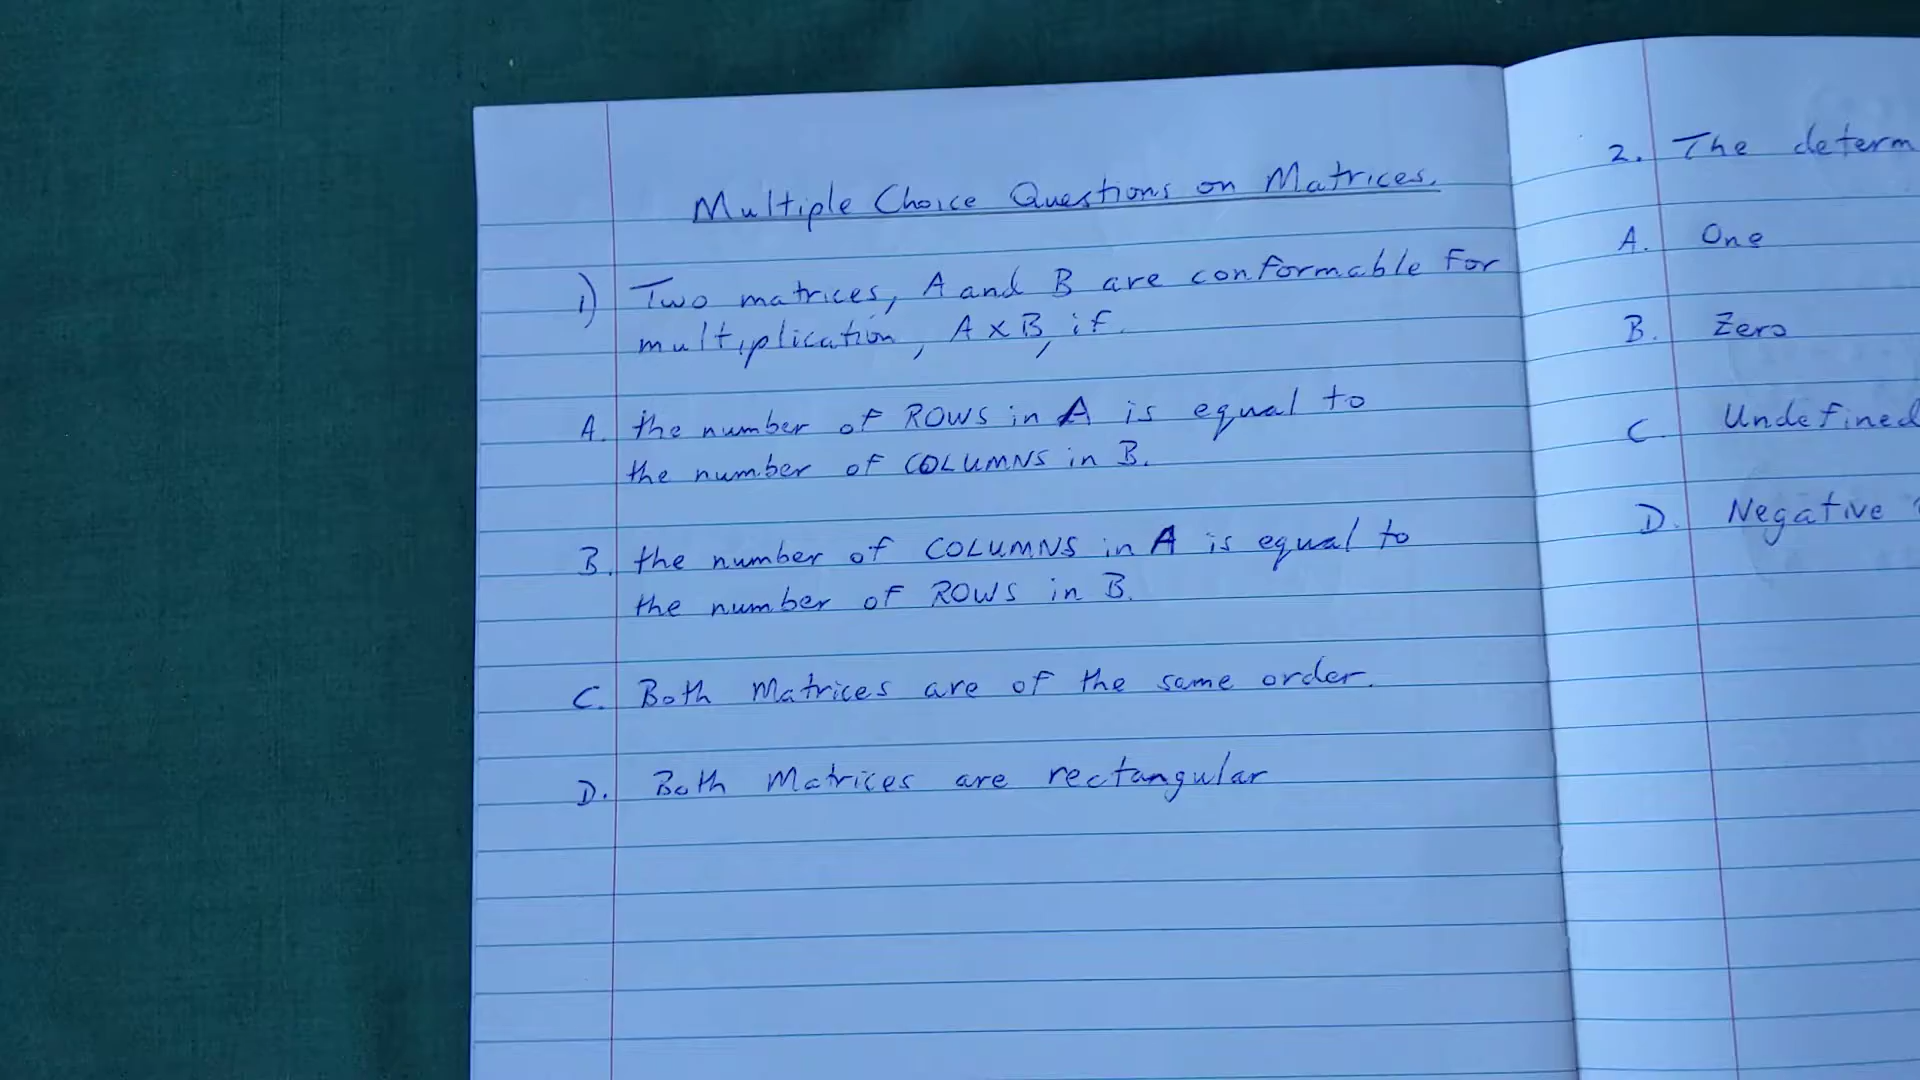 Multiple Choice Questions on Matrices.
1) Two matrices, A and B are conformable for
multiplication, A x B, if
A. the number of ROWS in A is equal to
the number of COLUMNS in B.
B. the number of COLUMNS in A is equal to
the number of ROWS in B.
C. Both Matrices are of the same order.
D. Both Matrices are rectangular
2. The determ
A. One
B. Zero
C. Undefined
D. Negative